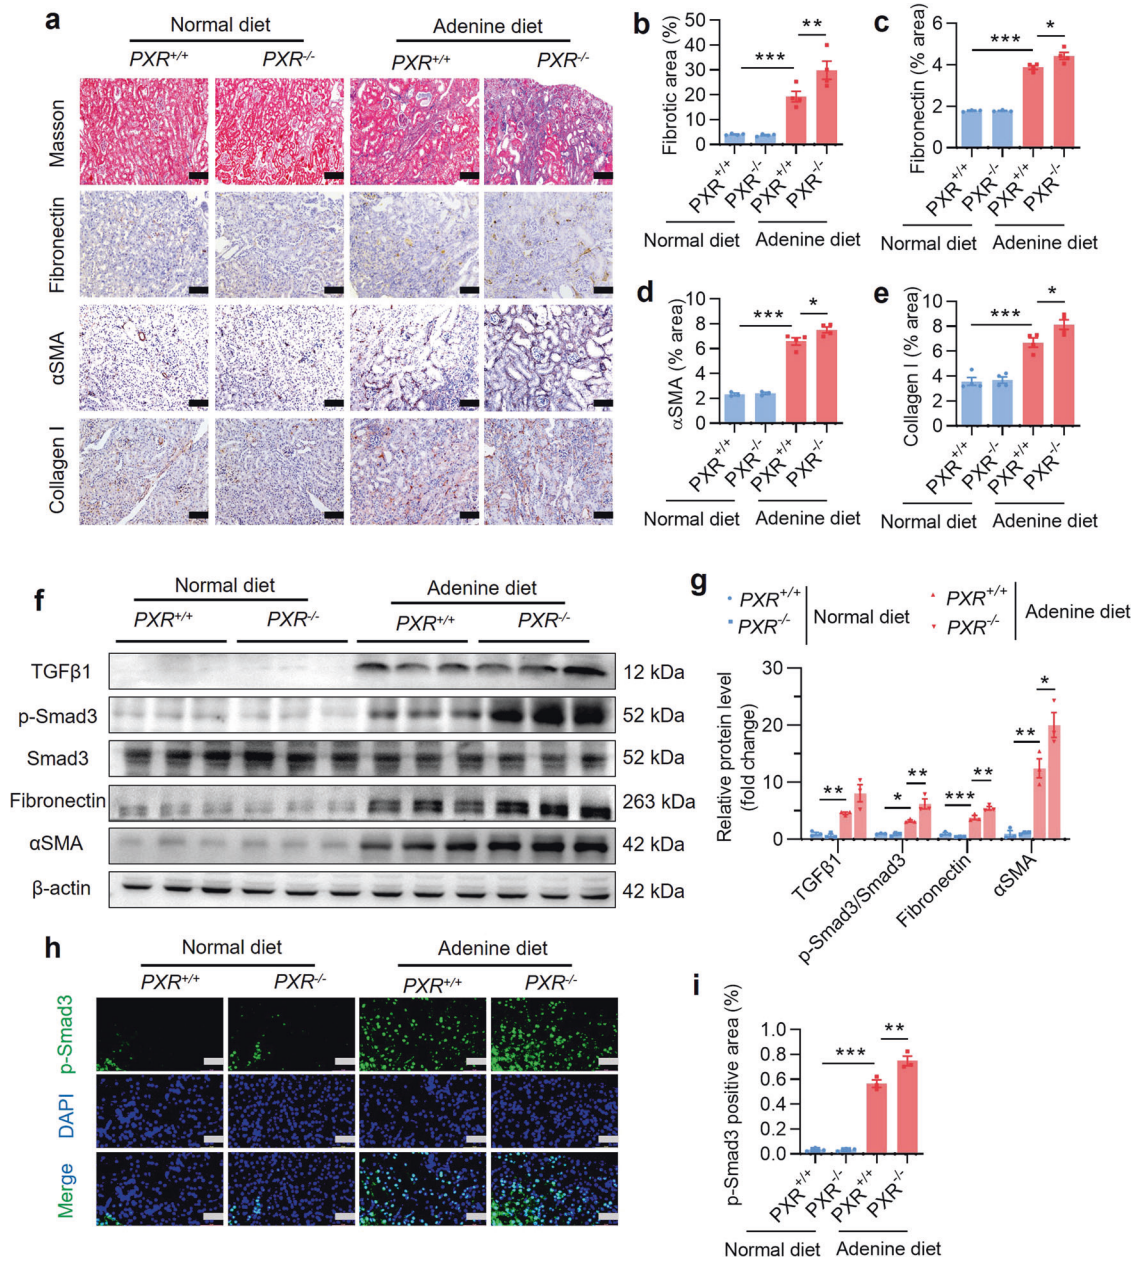 a
Normal diet
Adenine diet
PXR+/+
PXR-/-
PXR+/+
PXR-/-
Masson
Fibronectin
αSMA
Collagen I
b
Fibrotic area (%)
50
40
30
20
10
0
***
**
PXR+/+
PXR-/-
PXR+/+
PXR-/-
Normal diet
Adenine diet
c
Fibronectin (% area)
6
4
2
0
***
*
PXR+/+
PXR-/-
PXR+/+
PXR-/-
Normal diet
Adenine diet
d
αSMA (% area)
10
8
6
4
2
0
***
*
PXR+/+
PXR-/-
PXR+/+
PXR-/-
Normal diet
Adenine diet
e
Collagen I (% area)
10
8
6
4
2
0
***
*
PXR+/+
PXR-/-
PXR+/+
PXR-/-
Normal diet
Adenine diet
f
Normal diet
Adenine diet
PXR+/+
PXR-/-
PXR+/+
PXR-/-
TGFβ1
12 kDa
p-Smad3
52 kDa
Smad3
52 kDa
Fibronectin
263 kDa
αSMA
42 kDa
β-actin
42 kDa
g
PXR+/+
PXR-/-
Normal diet
PXR+/+
PXR-/-
Adenine diet
Relative protein level
(fold change)
30
20
10
0
**
*
**
***
**
**
*
TGFβ1
p-Smad3/Smad3
Fibronectin
αSMA
h
Normal diet
Adenine diet
PXR+/+
PXR-/-
PXR+/+
PXR-/-
p-Smad3
DAPI
Merge
i
p-Smad3 positive area (%)
1.0
0.8
0.6
0.4
0.2
0.0
***
**
PXR+/+
PXR-/-
PXR+/+
PXR-/-
Normal diet
Adenine diet